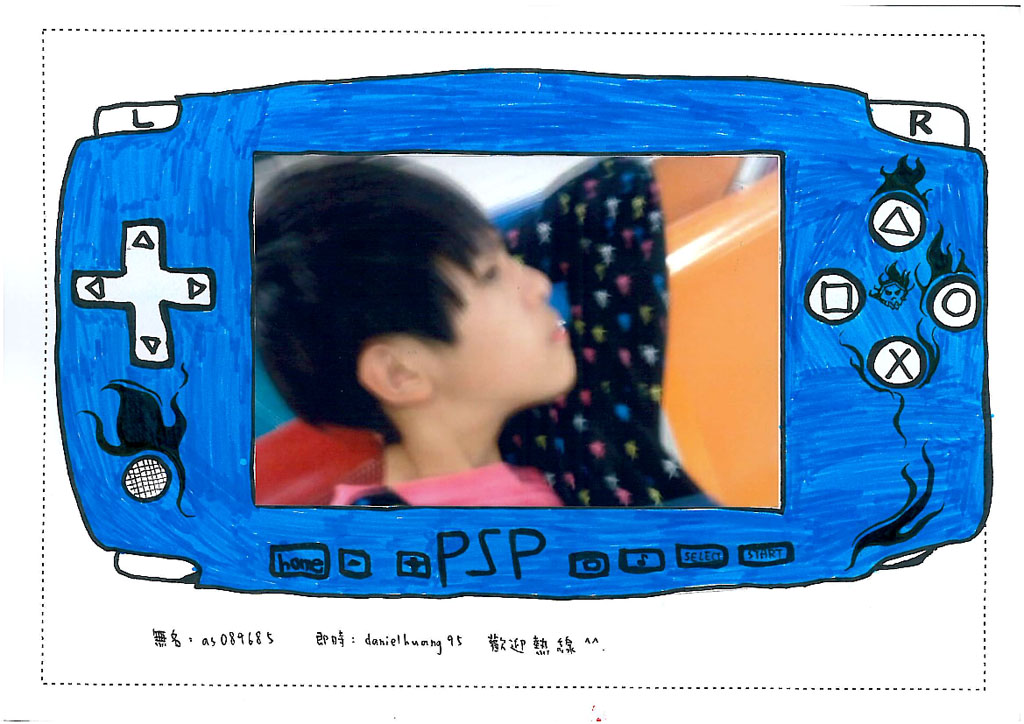 L R
X
home PSP SELECT START
無名：as089685 即時：danielhuang95 歡迎熱線^^.